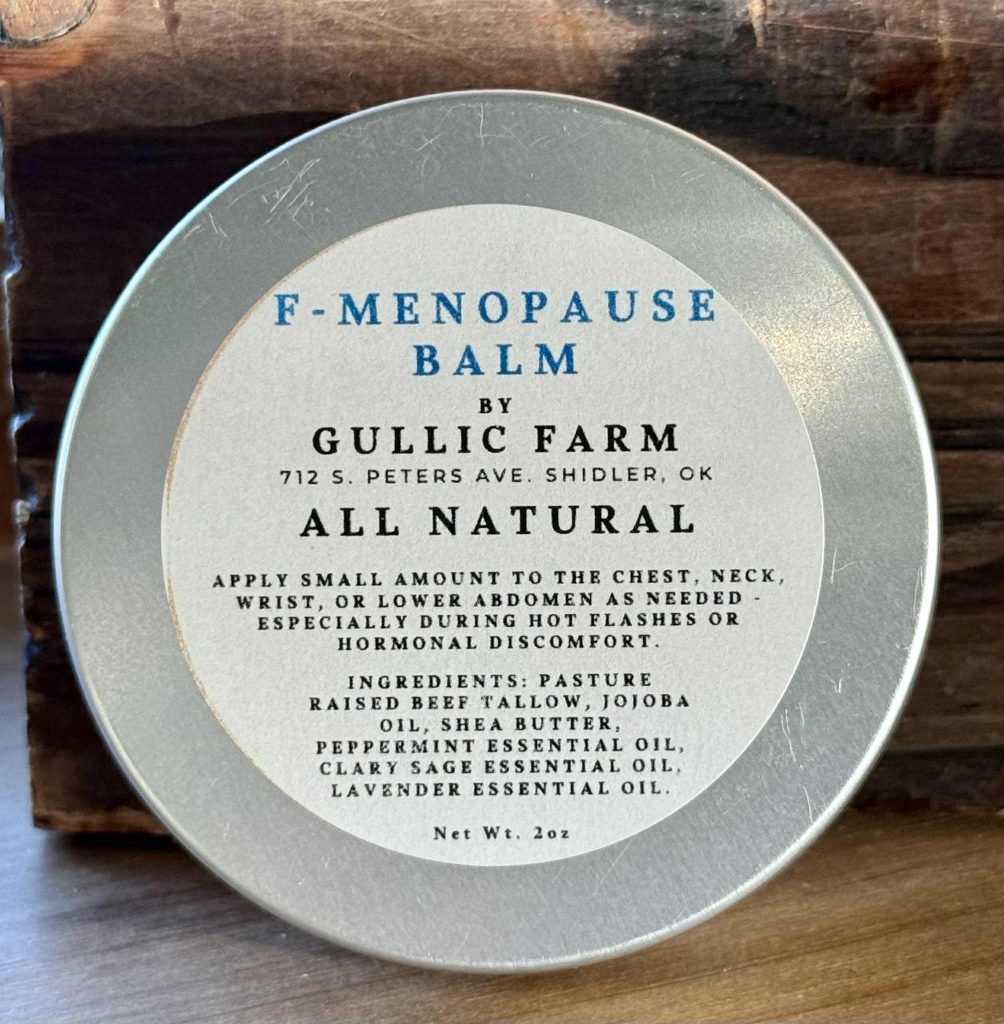 F-MENOPAUSE
BALM
BY
GULLIC FARM
712 S. PETERS AVE. SHIDLER, OK
ALL NATURAL
APPLY SMALL AMOUNT TO THE CHEST, NECK,
WRIST, OR LOWER ABDOMEN AS NEEDED -
ESPECIALLY DURING HOT FLASHES OR
HORMONAL DISCOMFORT.
INGREDIENTS: PASTURE
RAISED BEEF TALLOW, JOJOBA
OIL, SHEA BUTTER,
PEPPERMINT ESSENTIAL OIL,
CLARY SAGE ESSENTIAL OIL,
LAVENDER ESSENTIAL OIL.
Net Wt. 2oz